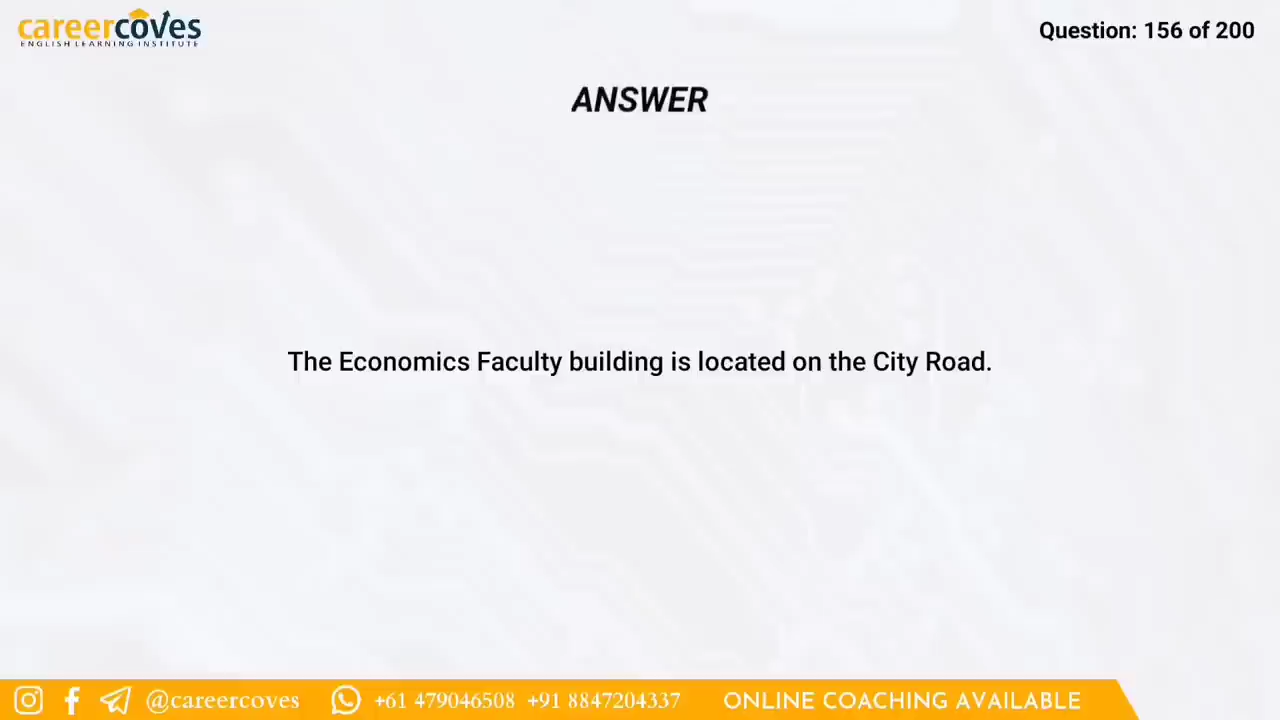 careercoves
ENGLISH LEARNING INSTITUTE
Question: 156 of 200
ANSWER
The Economics Faculty building is located on the City Road.
@careercoves +61 479046508 +91 8847204337 ONLINE COACHING AVAILABLE